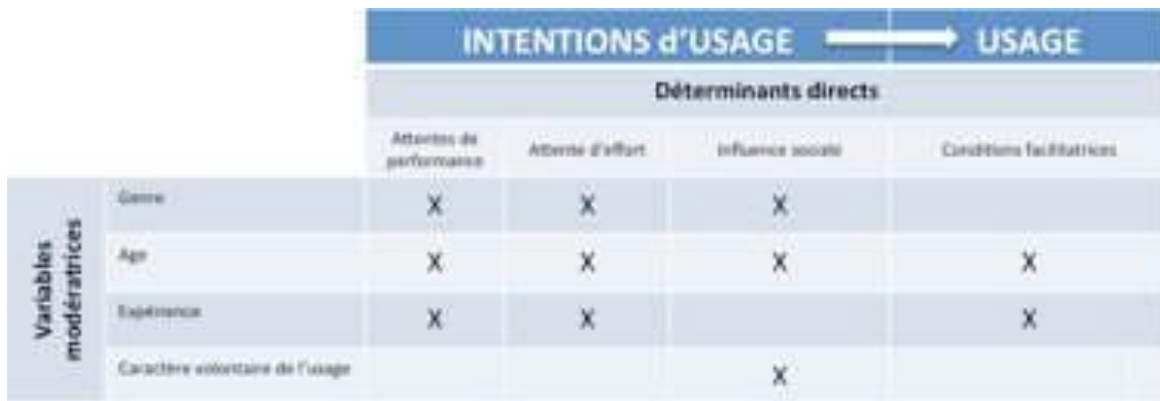 INTENTIONS d'USAGE → USAGE
Déterminants directs
Attentes de
performance
Attente d'effort
Influence sociale
Conditions facilitatrices
Variables
modératrices
Genre X X X
Age X X X X
Expérience X X X
Caractère volontaire de l'usage X